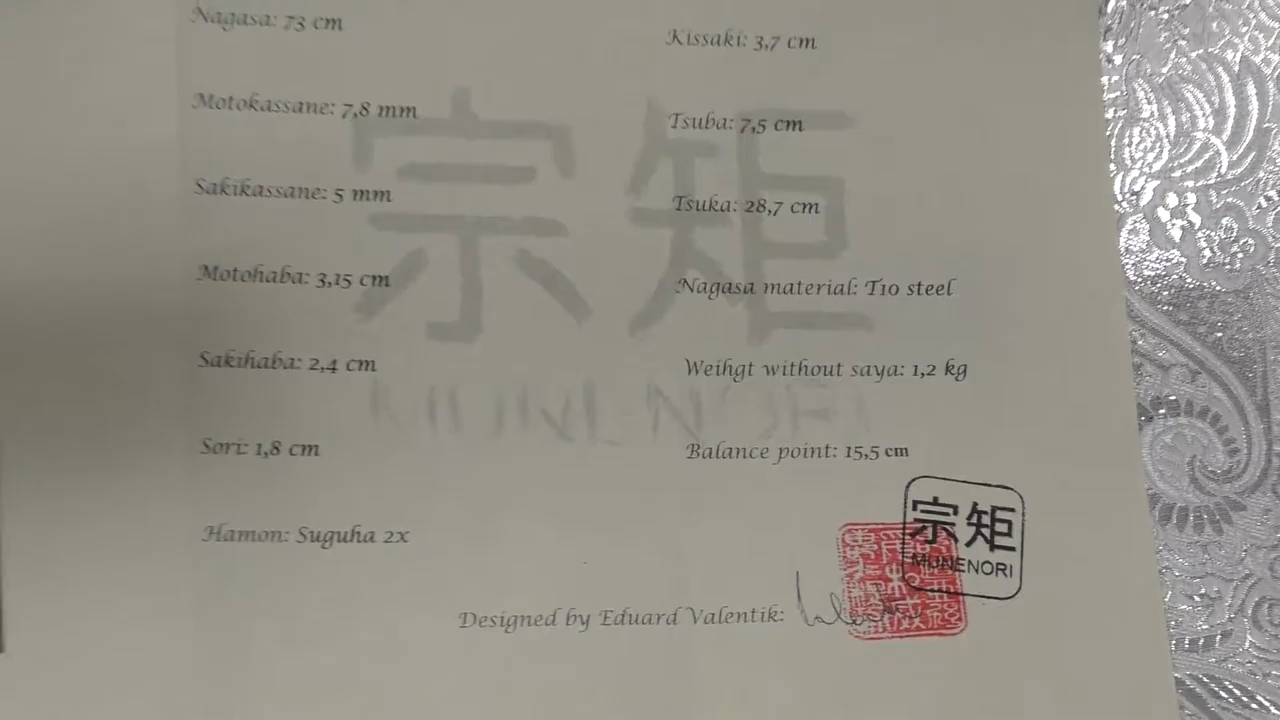 Nagasa: 73 cm
Kissaki: 3,7 cm
Motokassane: 7,8 mm
Tsuba: 7,5 cm
Sakikassane: 5 mm
Tsuka: 28,7 cm
Motohaba: 3,15 cm
Nagasa material: T10 steel
Sakihaba: 2,4 cm
Weihgt without saya: 1,2 kg
Sori: 1,8 cm
Balance point: 15,5 cm
Hamon: Suguha 2x
Designed by Eduard Valentik:
宗矩
MUNENORI
宗矩
MUNENORI